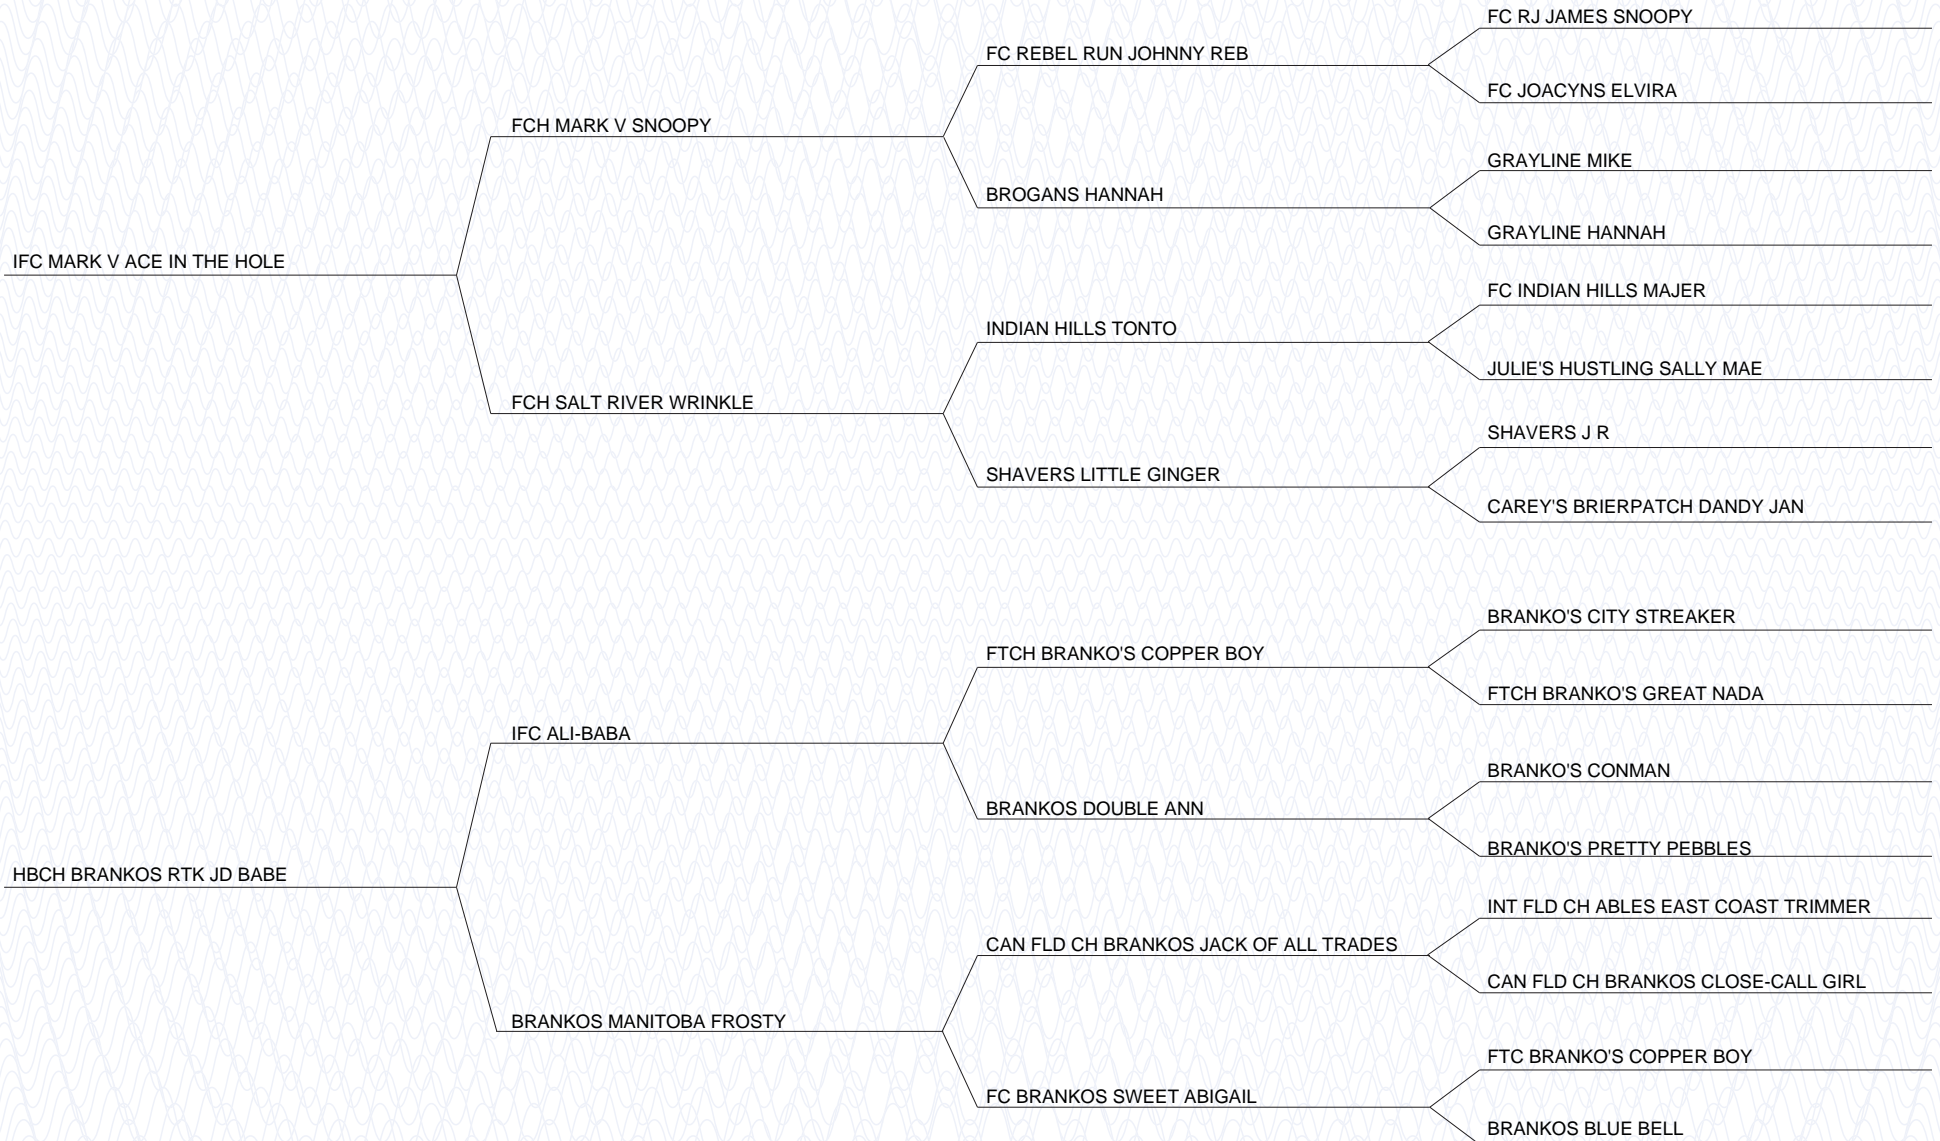 FC RJ JAMES SNOOPY
FC REBEL RUN JOHNNY REB
FC JOACYNS ELVIRA
FCH MARK V SNOOPY
GRAYLINE MIKE
BROGANS HANNAH
GRAYLINE HANNAH
IFC MARK V ACE IN THE HOLE
FC INDIAN HILLS MAJER
INDIAN HILLS TONTO
JULIE'S HUSTLING SALLY MAE
FCH SALT RIVER WRINKLE
SHAVERS J R
SHAVERS LITTLE GINGER
CAREY'S BRIERPATCH DANDY JAN
BRANKO'S CITY STREAKER
FTCH BRANKO'S COPPER BOY
FTCH BRANKO'S GREAT NADA
IFC ALI-BABA
BRANKO'S CONMAN
BRANKOS DOUBLE ANN
BRANKO'S PRETTY PEBBLES
HBCH BRANKOS RTK JD BABE
INT FLD CH ABLES EAST COAST TRIMMER
CAN FLD CH BRANKOS JACK OF ALL TRADES
CAN FLD CH BRANKOS CLOSE-CALL GIRL
BRANKOS MANITOBA FROSTY
FTC BRANKO'S COPPER BOY
FC BRANKOS SWEET ABIGAIL
BRANKOS BLUE BELL